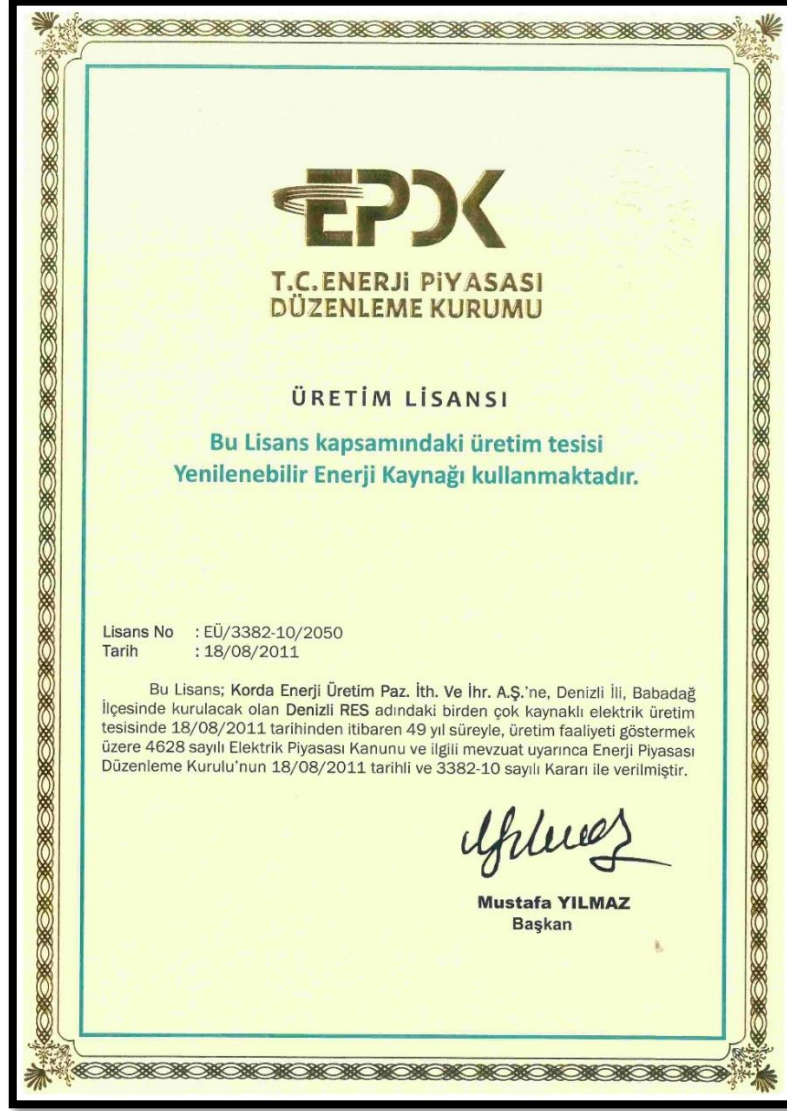 EPDK
T.C. ENERJİ PİYASASI
DÜZENLEME KURUMU
ÜRETİM LİSANSI
Bu Lisans kapsamındaki üretim tesisi
Yenilenebilir Enerji Kaynağı kullanmaktadır.
Lisans No : EÜ/3382-10/2050
Tarih : 18/08/2011
Bu Lisans; Korda Enerji Üretim Paz. İth. Ve İhr. A.Ş.'ne, Denizli İli, Babadağ
İlçesinde kurulacak olan Denizli RES adındaki birden çok kaynaklı elektrik üretim
tesisinde 18/08/2011 tarihinden itibaren 49 yıl süreyle, üretim faaliyeti göstermek
üzere 4628 sayılı Elektrik Piyasası Kanunu ve ilgili mevzuat uyarınca Enerji Piyasası
Düzenleme Kurulu'nun 18/08/2011 tarihli ve 3382-10 sayılı Kararı ile verilmiştir.
Mustafa YILMAZ
Başkan